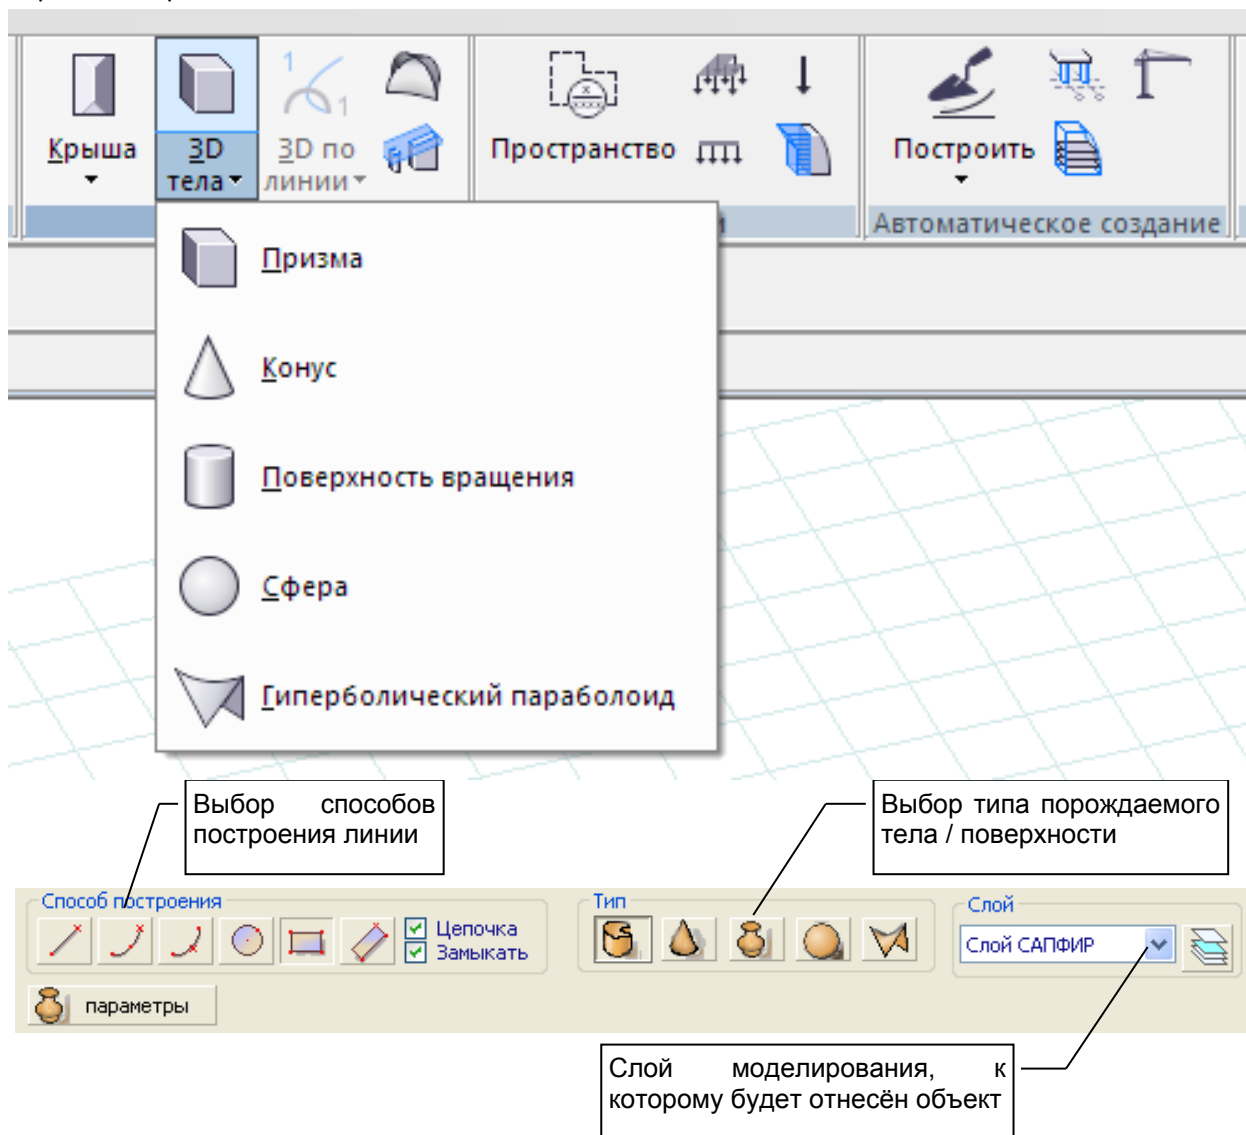 Крыша
3D
тела
3D по
линии
Пространство
Построить
Автоматическое создание
Призма
Конус
Поверхность вращения
Сфера
Гиперболический параболоид
Выбор способов
построения линии
Выбор типа порождаемого
тела / поверхности
Способ построения
Цепочка
Замыкать
Тип
Слой
Слой САПФИР
параметры
Слой моделирования, к
которому будет отнесён объект